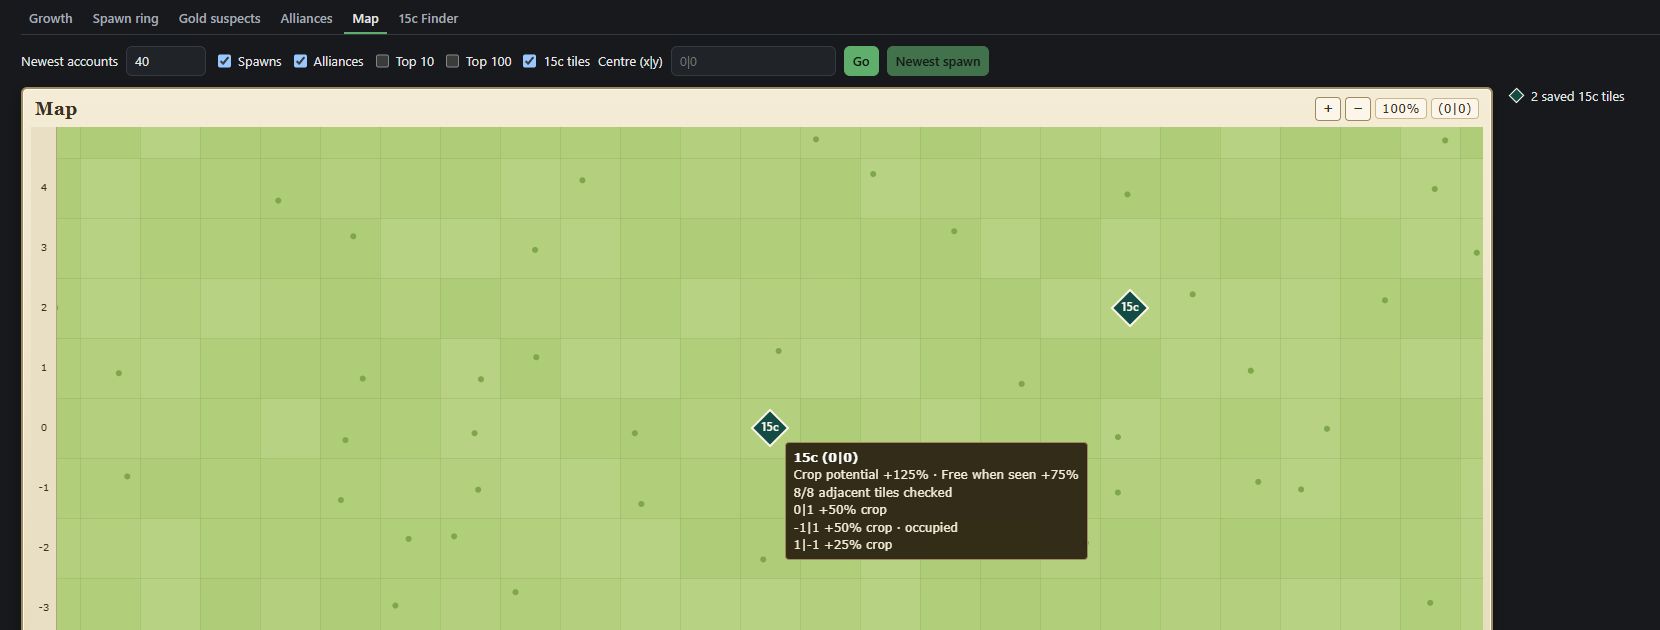 Growth Spawn ring Gold suspects Alliances Map 15c Finder
Newest accounts 40 Spawns Alliances Top 10 Top 100 15c tiles Centre (x|y) 0|0 Go Newest spawn
Map + − 100% (0|0)
2 saved 15c tiles
4
3
2
15c
1
0
15c
15c (0|0)
Crop potential +125% · Free when seen +75%
8/8 adjacent tiles checked
0|1 +50% crop
-1|1 +50% crop · occupied
1|-1 +25% crop
-1
-2
-3